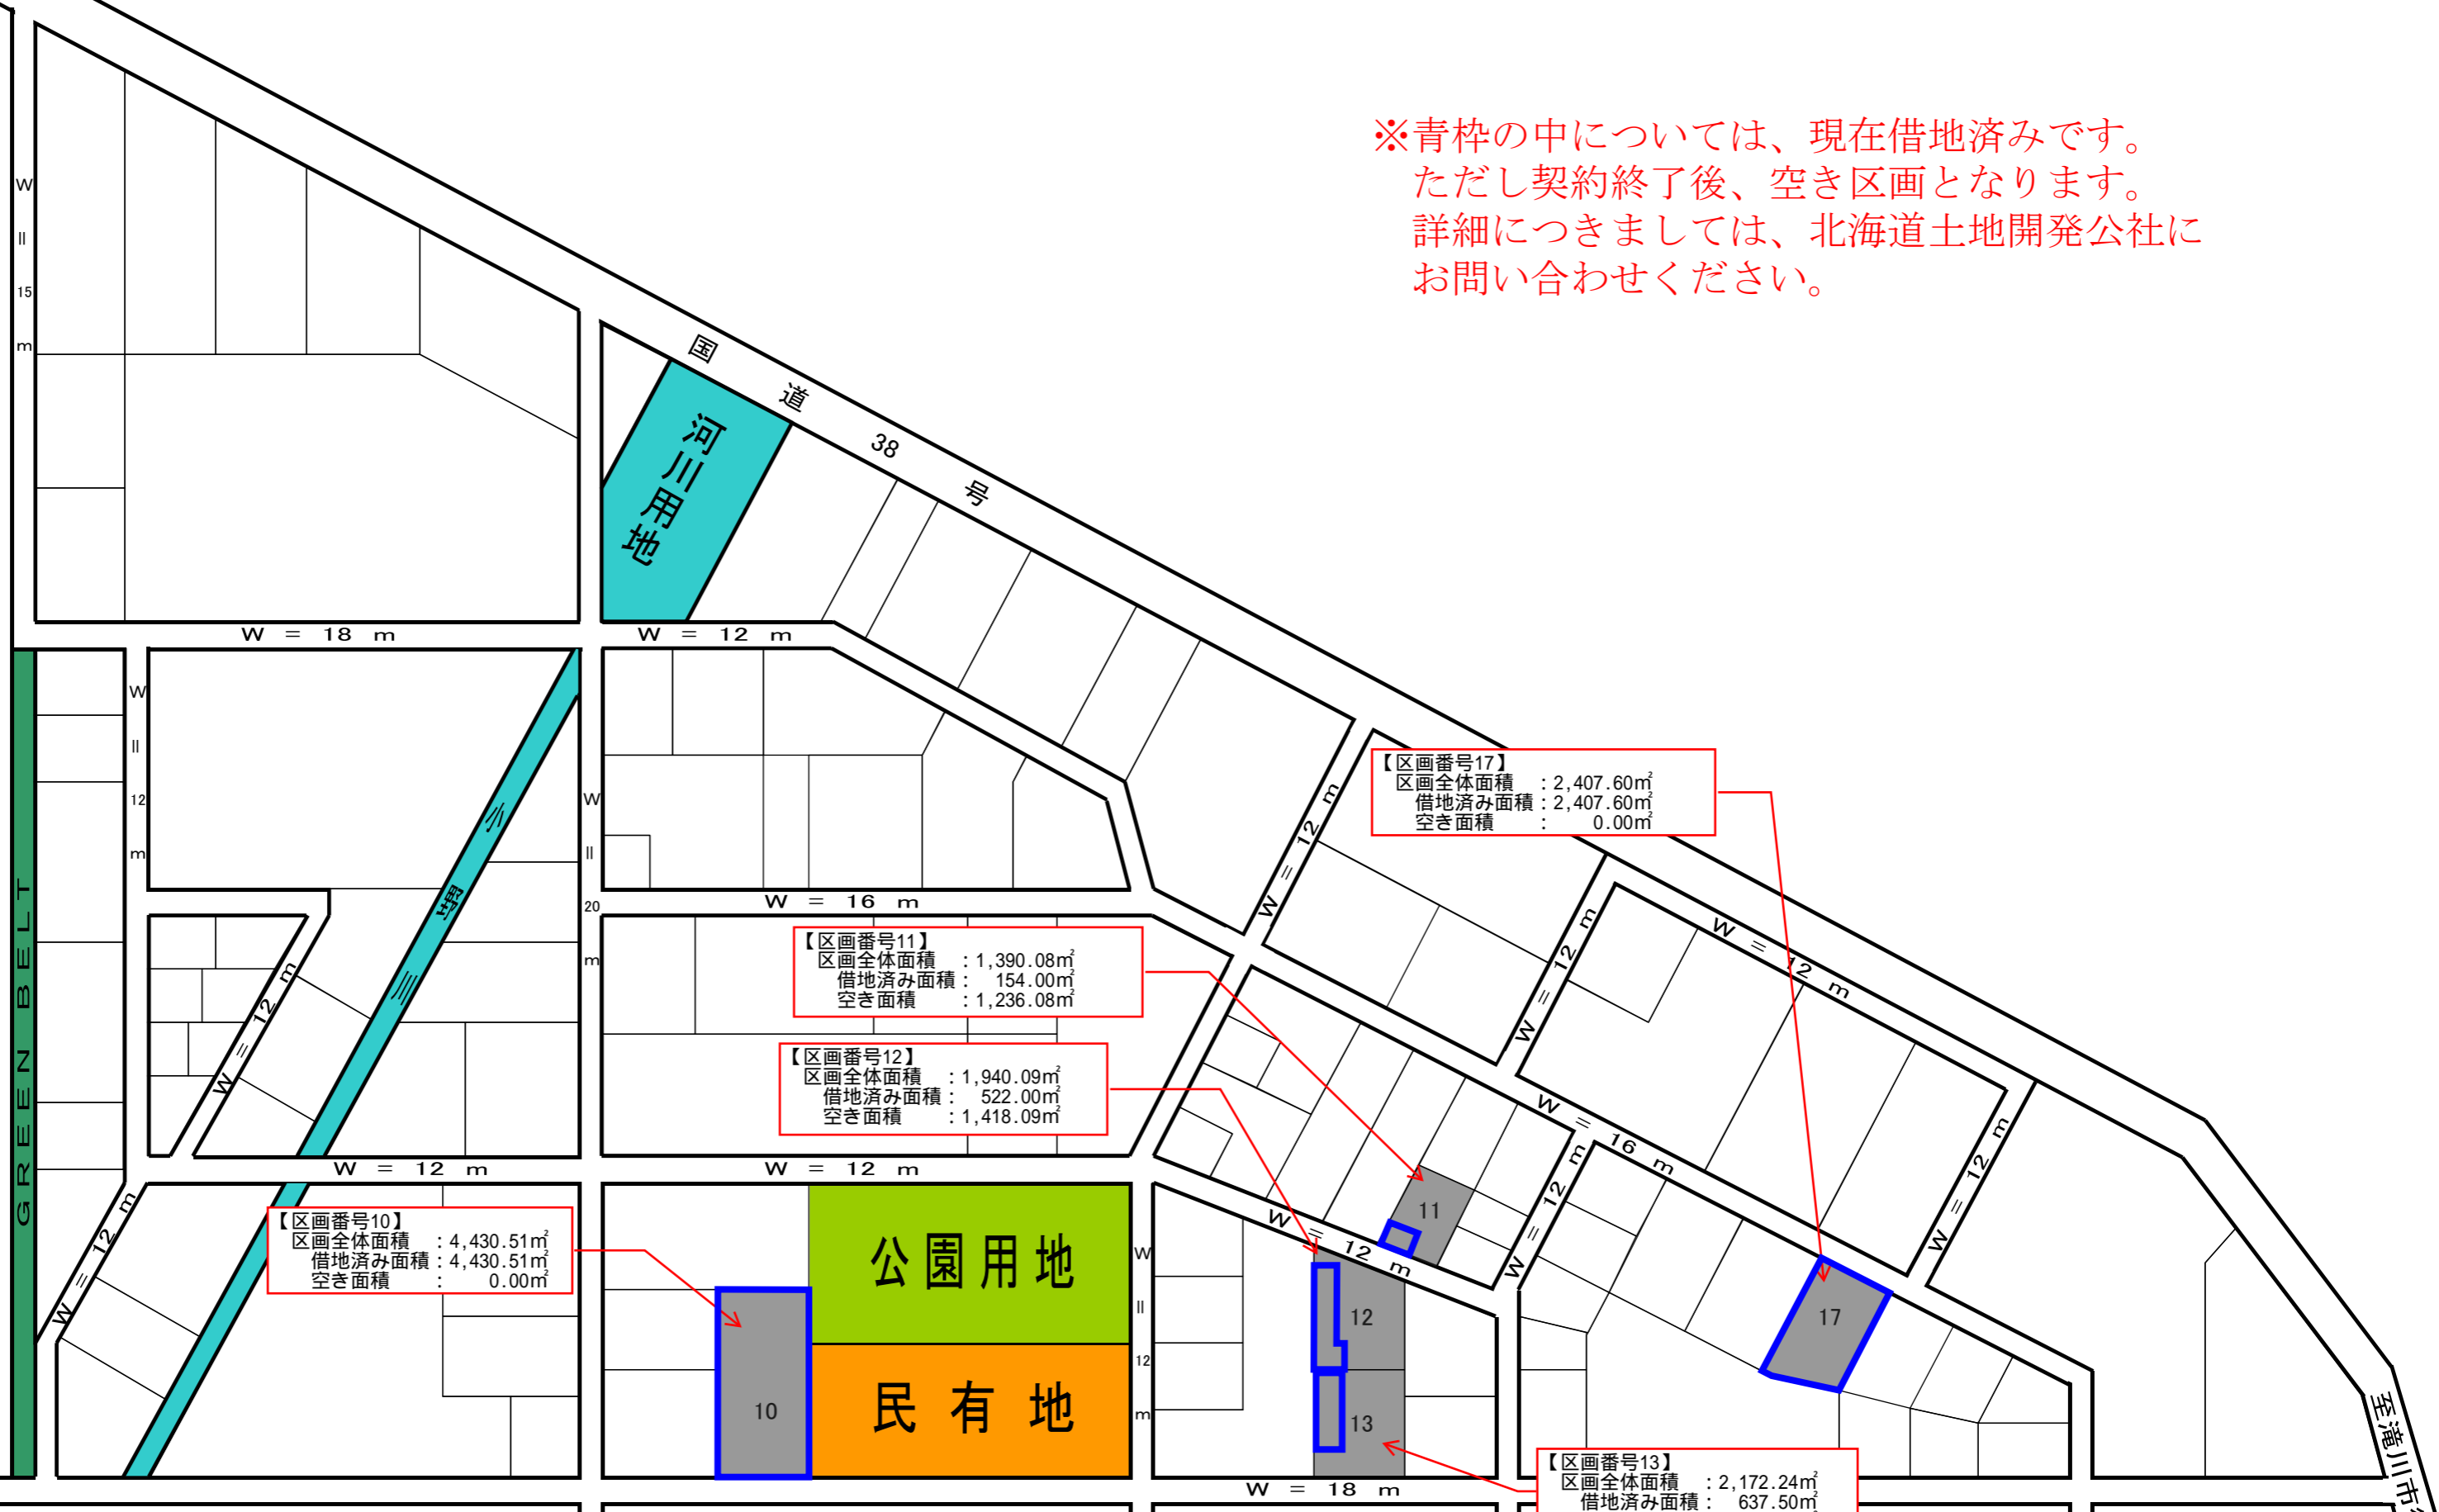 ※青枠の中については、現在借地済みです。
ただし契約終了後、空き区画となります。
詳細につきましては、北海道土地開発公社に
お問い合わせください。
W = 15 m
国道38号
河川用地
W = 18 m
W = 12 m
W = 12 m
W = 20 m
GREEN BELT
W = 12 m
W = 16 m
W = 12 m
【区画番号17】
区画全体面積 : 2,407.60㎡
借地済み面積 : 2,407.60㎡
空き面積 : 0.00㎡
W = 12 m
W = 12 m
【区画番号11】
区画全体面積 : 1,390.08㎡
借地済み面積 : 154.00㎡
空き面積 : 1,236.08㎡
【区画番号12】
区画全体面積 : 1,940.09㎡
借地済み面積 : 522.00㎡
空き面積 : 1,418.09㎡
W = 16 m
W = 12 m
W = 12 m
W = 12 m
W = 12 m
W = 12 m
W = 12 m
【区画番号10】
区画全体面積 : 4,430.51㎡
借地済み面積 : 4,430.51㎡
空き面積 : 0.00㎡
公園用地
民有地
W = 12 m
10
11
12
13
17
【区画番号13】
区画全体面積 : 2,172.24㎡
借地済み面積 : 637.50㎡
W = 18 m
至滝川市